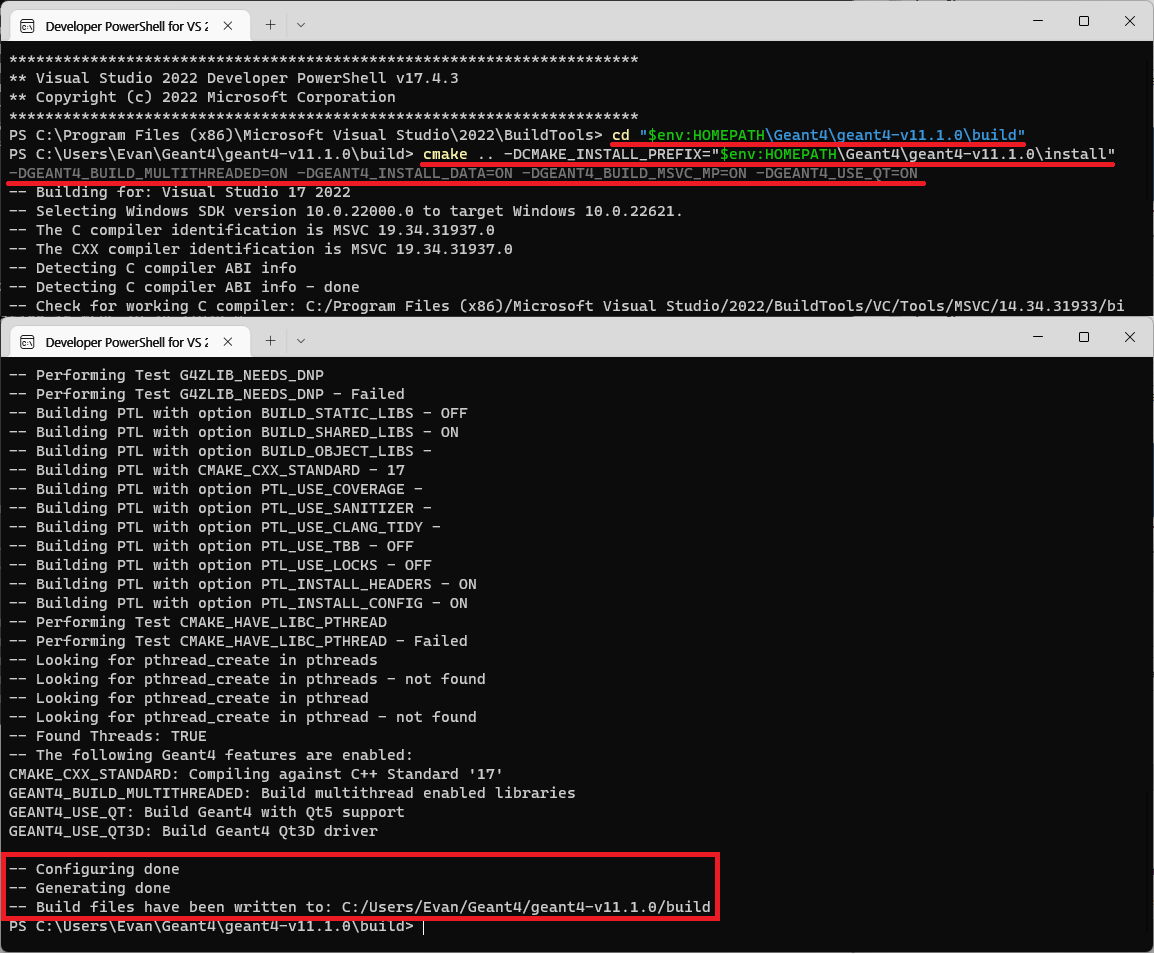 Developer PowerShell for VS 2
**********************************************************************
** Visual Studio 2022 Developer PowerShell v17.4.3
** Copyright (c) 2022 Microsoft Corporation
**********************************************************************
PS C:\Program Files (x86)\Microsoft Visual Studio\2022\BuildTools> cd "$env:HOMEPATH\Geant4\geant4-v11.1.0\build"
PS C:\Users\Evan\Geant4\geant4-v11.1.0\build> cmake .. -DCMAKE_INSTALL_PREFIX="$env:HOMEPATH\Geant4\geant4-v11.1.0\install"
-DGEANT4_BUILD_MULTITHREADED=ON -DGEANT4_INSTALL_DATA=ON -DGEANT4_BUILD_MSVC_MP=ON -DGEANT4_USE_QT=ON
-- Building for: Visual Studio 17 2022
-- Selecting Windows SDK version 10.0.22000.0 to target Windows 10.0.22621.
-- The C compiler identification is MSVC 19.34.31937.0
-- The CXX compiler identification is MSVC 19.34.31937.0
-- Detecting C compiler ABI info
-- Detecting C compiler ABI info - done
-- Check for working C compiler: C:/Program Files (x86)/Microsoft Visual Studio/2022/BuildTools/VC/Tools/MSVC/14.34.31933/bi
Developer PowerShell for VS 2
-- Performing Test G4ZLIB_NEEDS_DNP
-- Performing Test G4ZLIB_NEEDS_DNP - Failed
-- Building PTL with option BUILD_STATIC_LIBS - OFF
-- Building PTL with option BUILD_SHARED_LIBS - ON
-- Building PTL with option BUILD_OBJECT_LIBS -
-- Building PTL with CMAKE_CXX_STANDARD - 17
-- Building PTL with option PTL_USE_COVERAGE -
-- Building PTL with option PTL_USE_SANITIZER -
-- Building PTL with option PTL_USE_CLANG_TIDY -
-- Building PTL with option PTL_USE_TBB - OFF
-- Building PTL with option PTL_USE_LOCKS - OFF
-- Building PTL with option PTL_INSTALL_HEADERS - ON
-- Building PTL with option PTL_INSTALL_CONFIG - ON
-- Performing Test CMAKE_HAVE_LIBC_PTHREAD
-- Performing Test CMAKE_HAVE_LIBC_PTHREAD - Failed
-- Looking for pthread_create in pthreads
-- Looking for pthread_create in pthreads - not found
-- Looking for pthread_create in pthread
-- Looking for pthread_create in pthread - not found
-- Found Threads: TRUE
-- The following Geant4 features are enabled:
CMAKE_CXX_STANDARD: Compiling against C++ Standard '17'
GEANT4_BUILD_MULTITHREADED: Build multithread enabled libraries
GEANT4_USE_QT: Build Geant4 with Qt5 support
GEANT4_USE_QT3D: Build Geant4 Qt3D driver
-- Configuring done
-- Generating done
-- Build files have been written to: C:/Users/Evan/Geant4/geant4-v11.1.0/build
PS C:\Users\Evan\Geant4\geant4-v11.1.0\build>